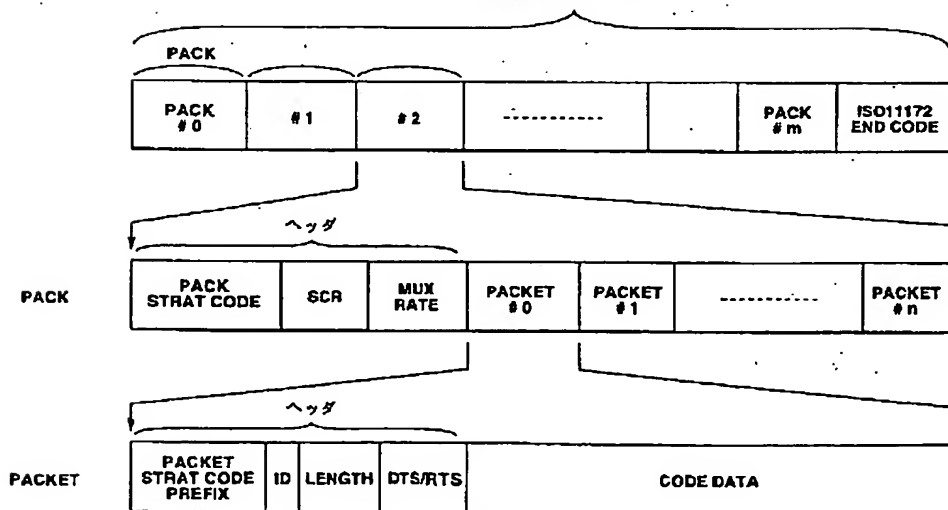 PACK
PACK
# 0
# 1
# 2
PACK
# m
ISO11172
END CODE
ヘッダ
PACK
PACK
STRAT CODE
SCR
MUX
RATE
PACKET
# 0
PACKET
# 1
PACKET
# n
ヘッダ
PACKET
PACKET
STRAT CODE
PREFIX
ID
LENGTH
DTS/RTS
CODE DATA